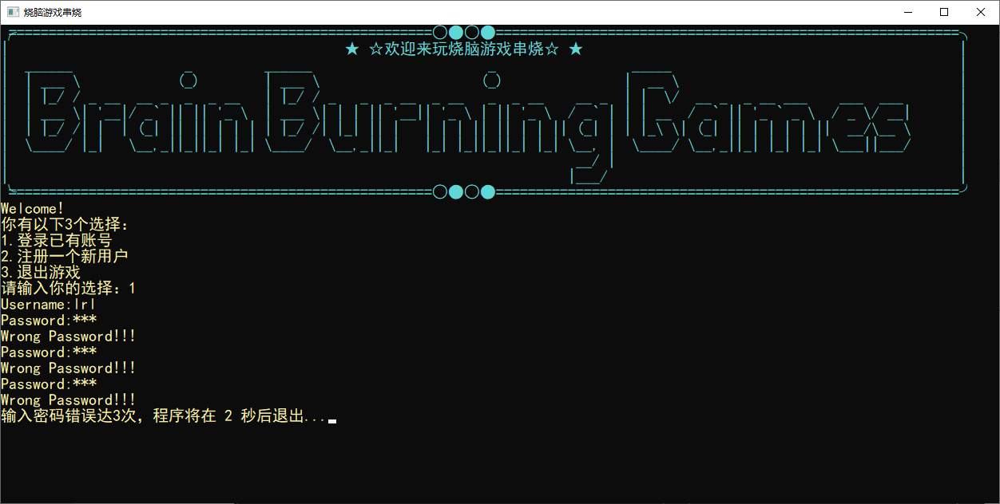 烧脑游戏串烧
★ ☆欢迎来玩烧脑游戏串烧☆ ★
Brain Burning Games
Welcome!
你有以下3个选择：
1.登录已有账号
2.注册一个新用户
3.退出游戏
请输入你的选择：1
Username:lrl
Password:***
Wrong Password!!!
Password:***
Wrong Password!!!
Password:***
Wrong Password!!!
输入密码错误达3次，程序将在 2 秒后退出...